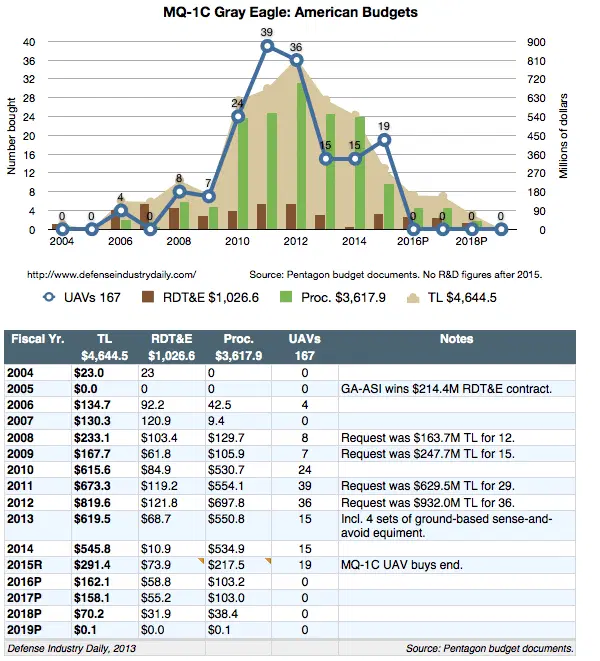 MQ-1C Gray Eagle: American Budgets
40
36
32
28
24
20
16
12
8
4
0
Number bought
900
810
720
630
540
450
360
270
180
90
0
Millions of dollars
0 0 4 0 8 7 24 39 36 15 15 19 0 0 0 0
2004 2006 2008 2010 2012 2014 2016P 2018P
http://www.defenseindustrydaily.com/ Source: Pentagon budget documents. No R&D figures after 2015.
UAVs 167 RDT&E $1,026.6 Proc. $3,617.9 TL $4,644.5
Fiscal Yr. TL RDT&E Proc. UAVs Notes
$4,644.5 $1,026.6 $3,617.9 167
2004 $23.0 23 0 0
2005 $0.0 0 0 0 GA-ASI wins $214.4M RDT&E contract.
2006 $134.7 92.2 42.5 4
2007 $130.3 120.9 9.4 0
2008 $233.1 $103.4 $129.7 8 Request was $163.7M TL for 12.
2009 $167.7 $61.8 $105.9 7 Request was $247.7M TL for 15.
2010 $615.6 $84.9 $530.7 24
2011 $673.3 $119.2 $554.1 39 Request was $629.5M TL for 29.
2012 $819.6 $121.8 $697.8 36 Request was $932.0M TL for 36.
2013 $619.5 $68.7 $550.8 15 Incl. 4 sets of ground-based sense-and-
avoid equiment.
2014 $545.8 $10.9 $534.9 15
2015R $291.4 $73.9 $217.5 19 MQ-1C UAV buys end.
2016P $162.1 $58.8 $103.2 0
2017P $158.1 $55.2 $103.0 0
2018P $70.2 $31.9 $38.4 0
2019P $0.1 $0.0 $0.1 0
Defense Industry Daily, 2013 Source: Pentagon budget documents.